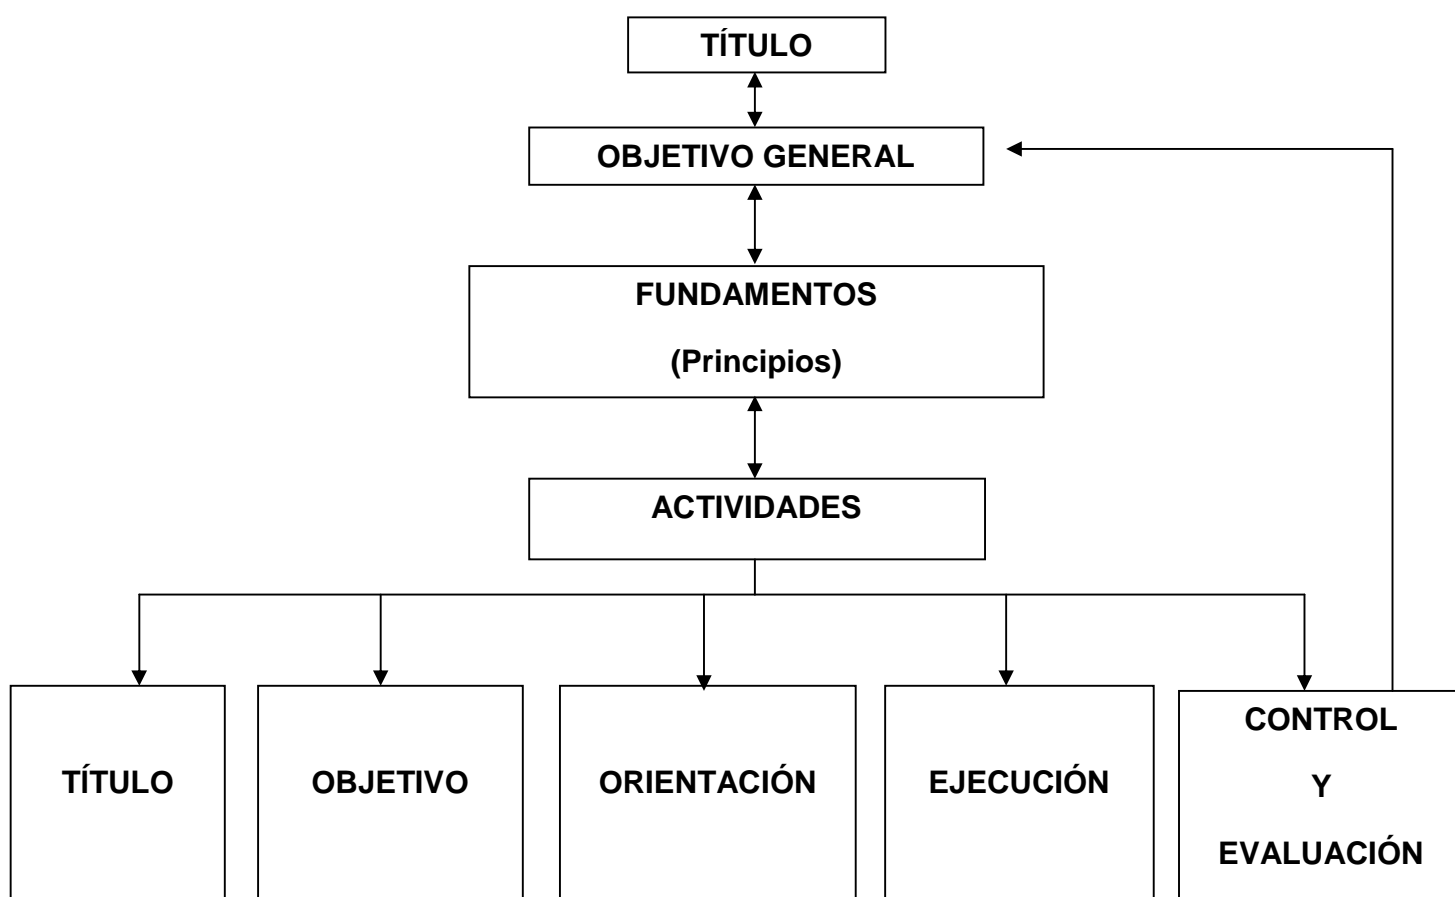 TÍTULO
OBJETIVO GENERAL
FUNDAMENTOS
(Principios)
ACTIVIDADES
TÍTULO
OBJETIVO
ORIENTACIÓN
EJECUCIÓN
CONTROL
Y
EVALUACIÓN